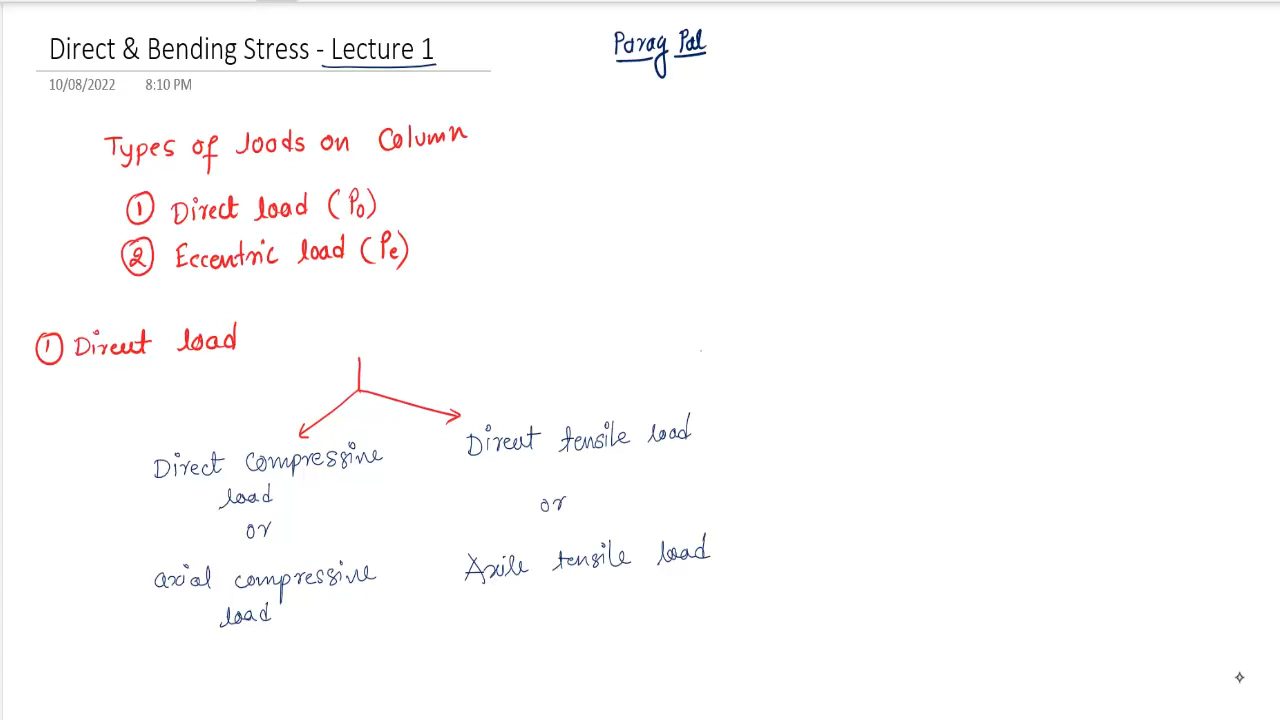 Direct & Bending Stress - Lecture 1
Parag Pal
10/08/2022 8:10 PM
Types of loads on Column
① Direct load (P₀)
② Eccentric load (Pe)
① Direct load
Direct compressive
load
or
axial compressive
load
Direct tensile load
or
Axile tensile load